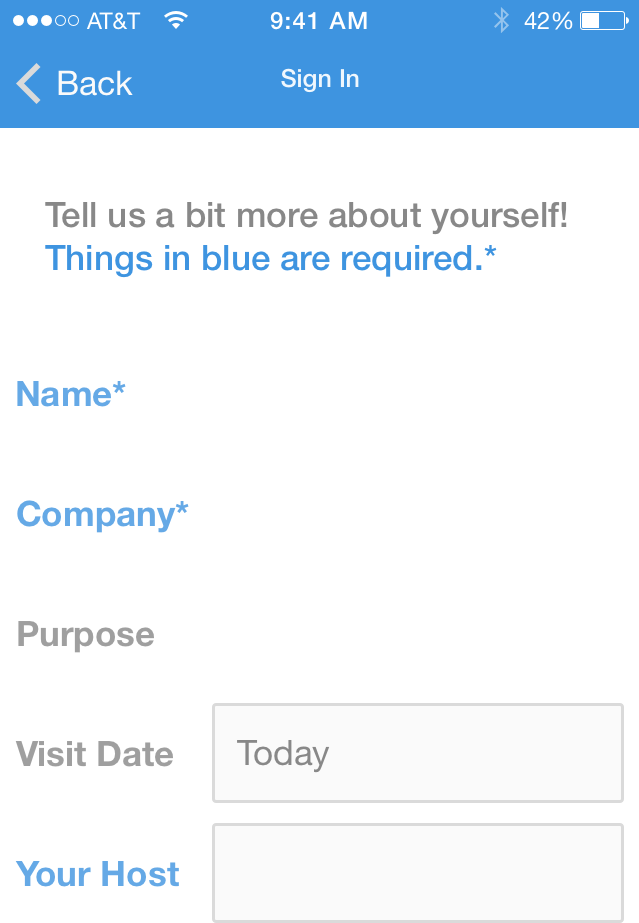 AT&T 9:41 AM 42%
Back Sign In
Tell us a bit more about yourself!
Things in blue are required.*
Name*
Company*
Purpose
Visit Date Today
Your Host